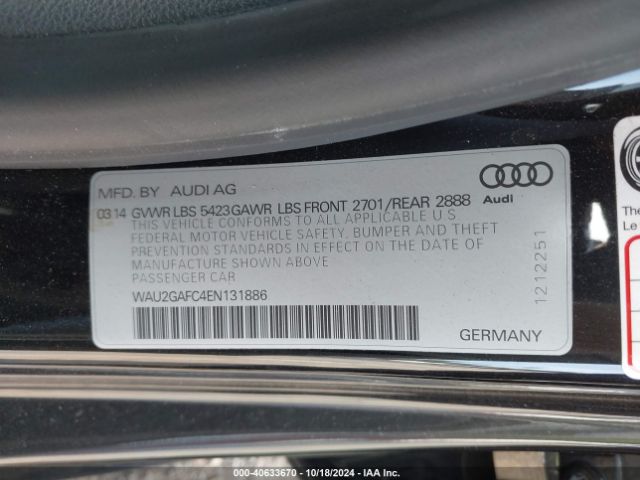 MFD. BY AUDI AG
Audi
03 14 GVWR LBS 5423 GAWR LBS FRONT 2701/REAR 2888
THIS VEHICLE CONFORMS TO ALL APPLICABLE U S
FEDERAL MOTOR VEHICLE SAFETY, BUMPER AND THEFT
PREVENTION STANDARDS IN EFFECT ON THE DATE OF
MANUFACTURE SHOWN ABOVE
PASSENGER CAR
WAU2GAFC4EN131886
GERMANY
1212251
The
Le
000-40633670 | 10/18/2024 | IAA, Inc.